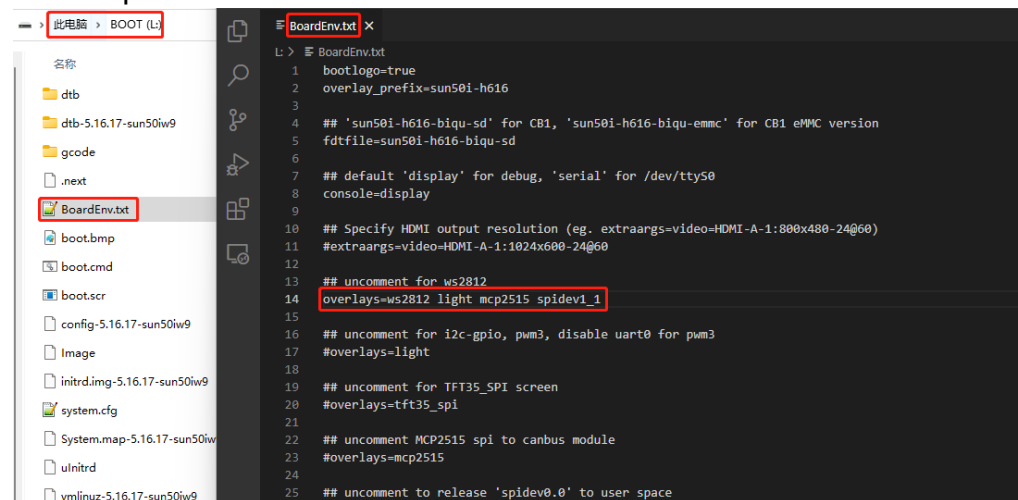 此电脑 › BOOT (L:)
名称
dtb
dtb-5.16.17-sun50iw9
gcode
.next
BoardEnv.txt
boot.bmp
boot.cmd
boot.scr
config-5.16.17-sun50iw9
Image
initrd.img-5.16.17-sun50iw9
system.cfg
System.map-5.16.17-sun50iw
uInitrd
vmlinuz-5.16.17-sun50iw9
BoardEnv.txt
L: > BoardEnv.txt
1 bootlogo=true
2 overlay_prefix=sun50i-h616
3
4 ## 'sun50i-h616-biqu-sd' for CB1, 'sun50i-h616-biqu-emmc' for CB1 eMMC version
5 fdtfile=sun50i-h616-biqu-sd
6
7 ## default 'display' for debug, 'serial' for /dev/ttyS0
8 console=display
9
10 ## Specify HDMI output resolution (eg. extraargs=video=HDMI-A-1:800x480-24@60)
11 #extraargs=video=HDMI-A-1:1024x600-24@60
12
13 ## uncomment for ws2812
14 overlays=ws2812 light mcp2515 spidev1_1
15
16 ## uncomment for i2c-gpio, pwm3, disable uart0 for pwm3
17 #overlays=light
18
19 ## uncomment for TFT35_SPI screen
20 #overlays=tft35_spi
21
22 ## uncomment MCP2515 spi to canbus module
23 #overlays=mcp2515
24
25 ## uncomment to release 'spidev0.0' to user space